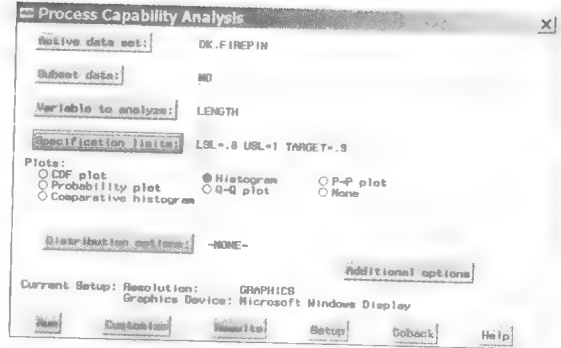 Process Capability Analysis
Active data set: DK.FIREPIN
Subset data: NO
Variable to analyze: LENGTH
Specification limits: LSL=.8 USL=1 TARGET=.9
Plots:
CDF plot Histogram P-P plot
Probability plot Q-Q plot None
Comparative histogram
Distribution options: -NONE-
Additional options
Current Setup: Resolution: GRAPHICS
Graphics Device: Microsoft Windows Display
Run Customize Results Setup Goback Help